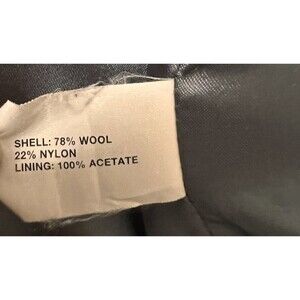 SHELL: 78% WOOL
22% NYLON
LINING: 100% ACETATE